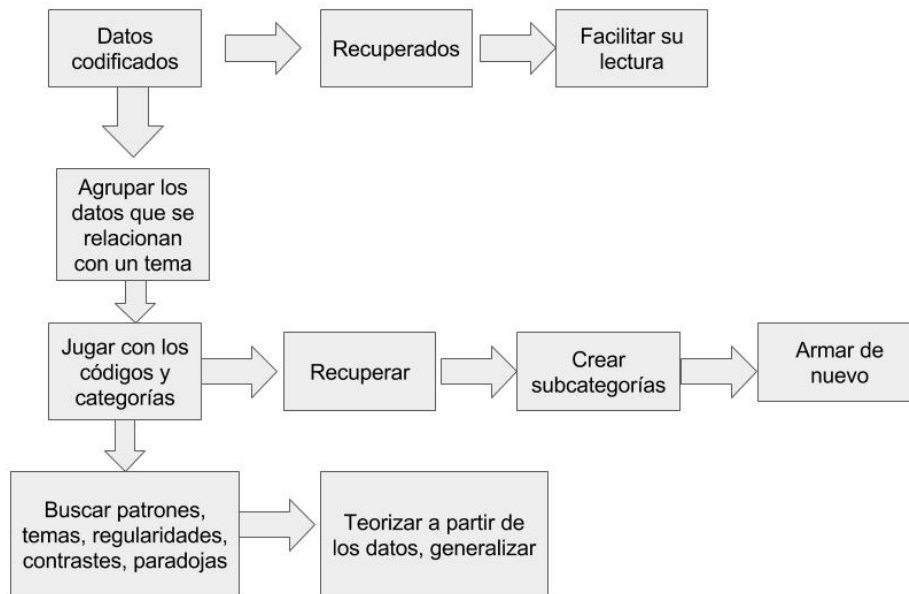 Datos
codificados
Recuperados
Facilitar su
lectura
Agrupar los
datos que se
relacionan
con un tema
Jugar con los
códigos y
categorías
Recuperar
Crear
subcategorías
Armar de
nuevo
Buscar patrones,
temas, regularidades,
contrastes, paradojas
Teorizar a partir de
los datos, generalizar